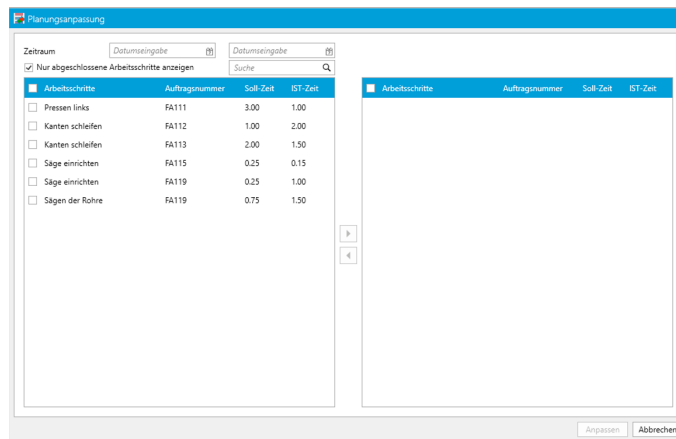 Planungsanpassung
Zeitraum Datumseingabe Datumseingabe
Nur abgeschlossene Arbeitsschritte anzeigen Suche
Arbeitsschritte Auftragsnummer Soll-Zeit IST-Zeit Arbeitsschritte Auftragsnummer Soll-Zeit IST-Zeit
Pressen links FA111 3.00 1.00
Kanten schleifen FA112 1.00 2.00
Kanten schleifen FA113 2.00 1.50
Säge einrichten FA115 0.25 0.15
Säge einrichten FA119 0.25 1.00
Sägen der Rohre FA119 0.75 1.50
Anpassen Abbrechen